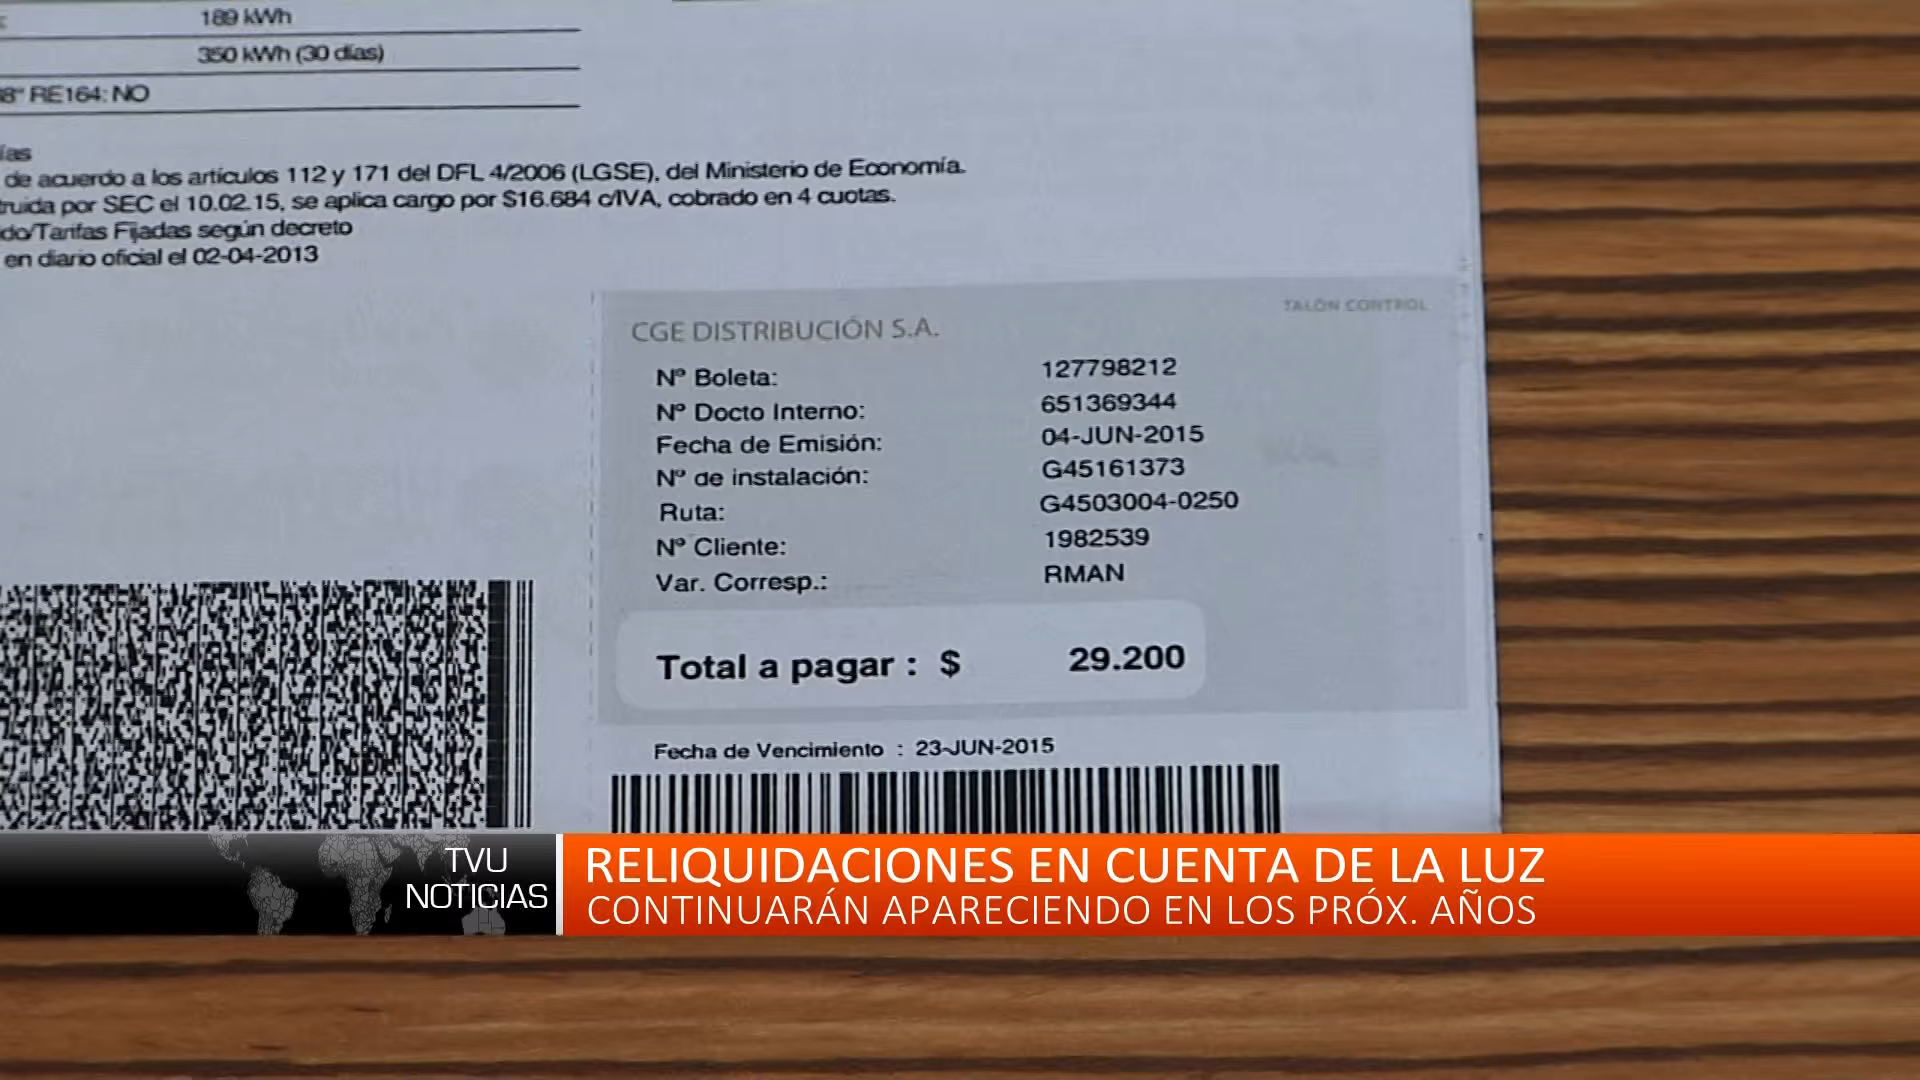 189 kWh
350 kWh (30 días)
8" RE164: NO
ías
de acuerdo a los artículos 112 y 171 del DFL 4/2006 (LGSE), del Ministerio de Economía.
truida por SEC el 10.02.15, se aplica cargo por $16.684 c/IVA, cobrado en 4 cuotas.
do/Tarifas Fijadas según decreto
en diario oficial el 02-04-2013
TALÓN CONTROL
CGE DISTRIBUCIÓN S.A.
Nº Boleta: 127798212
Nº Docto Interno: 651369344
Fecha de Emisión: 04-JUN-2015
Nº de instalación: G45161373
Ruta: G4503004-0250
Nº Cliente: 1982539
Var. Corresp.: RMAN
Total a pagar : $ 29.200
Fecha de Vencimiento : 23-JUN-2015
TVU
NOTICIAS
RELIQUIDACIONES EN CUENTA DE LA LUZ
CONTINUARÁN APARECIENDO EN LOS PRÓX. AÑOS